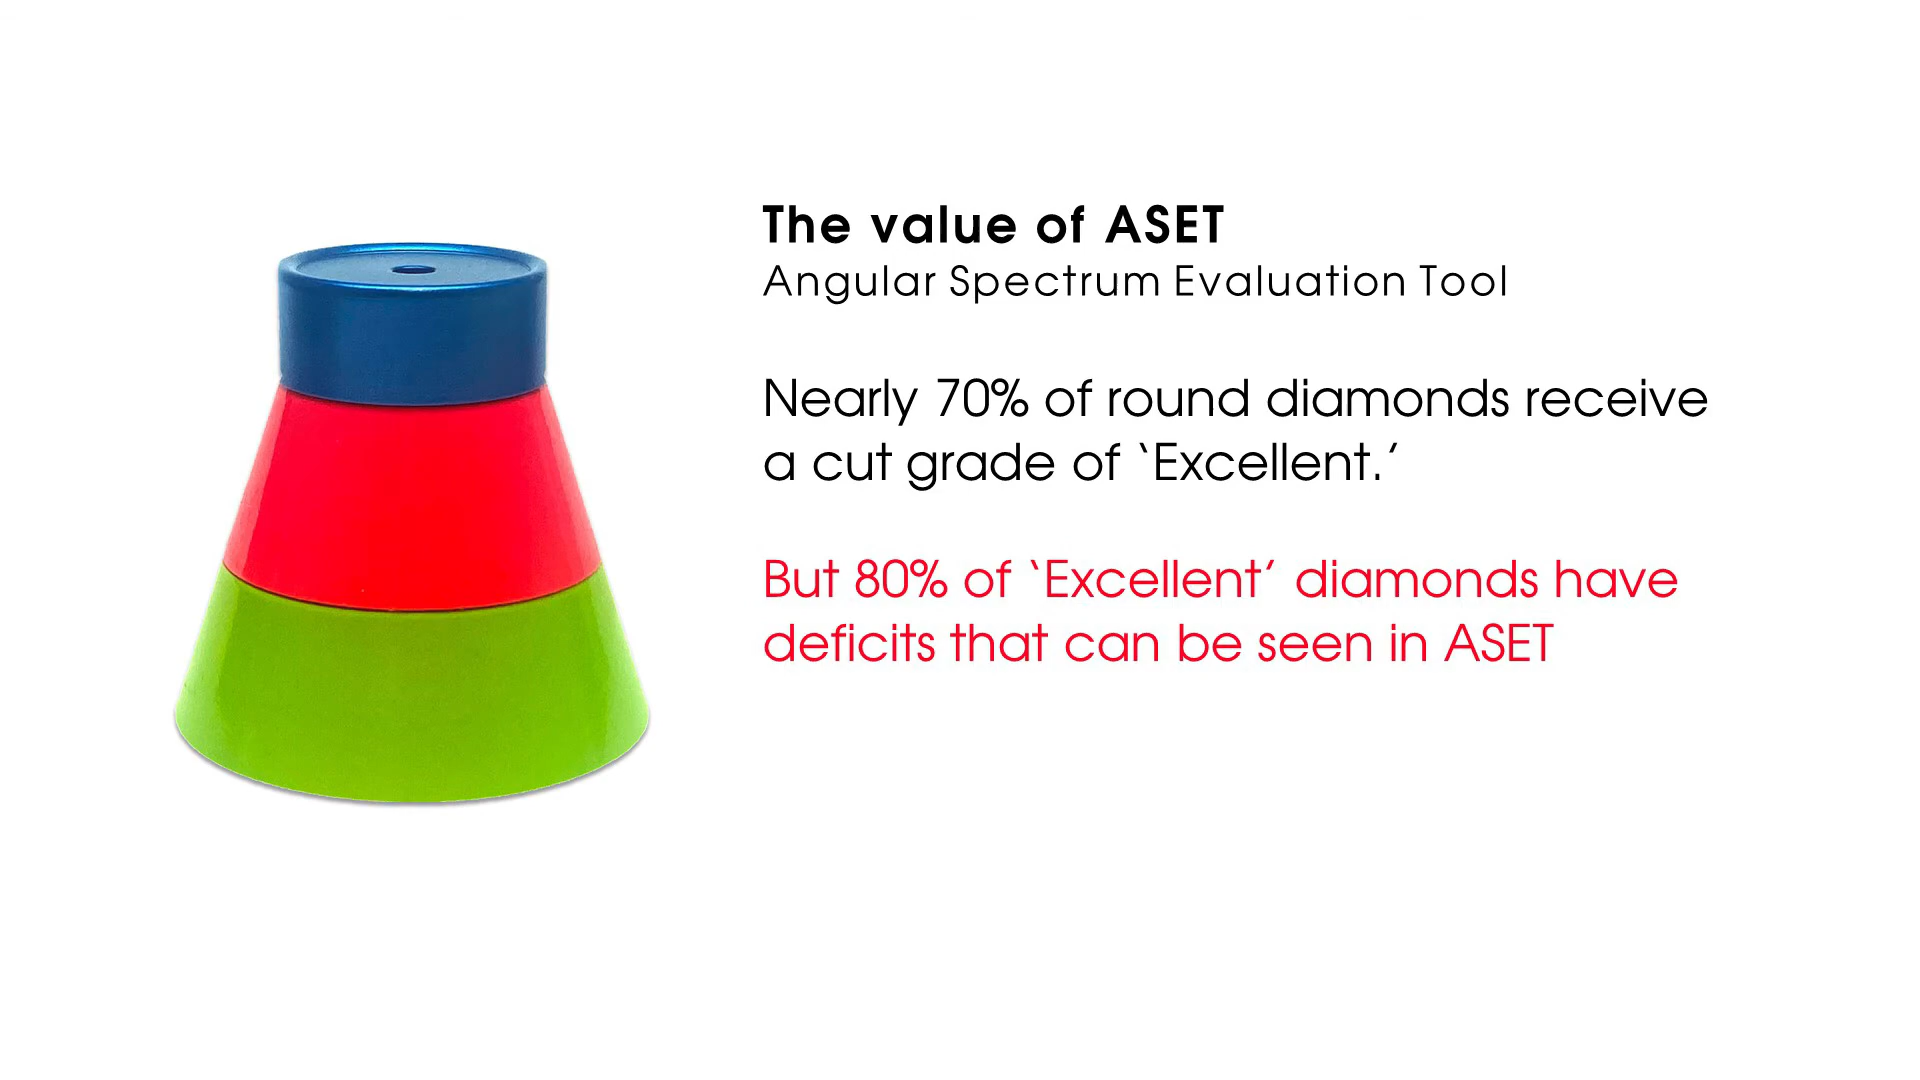 The value of ASET
Angular Spectrum Evaluation Tool
Nearly 70% of round diamonds receive
a cut grade of ‘Excellent.’
But 80% of ‘Excellent’ diamonds have
deficits that can be seen in ASET